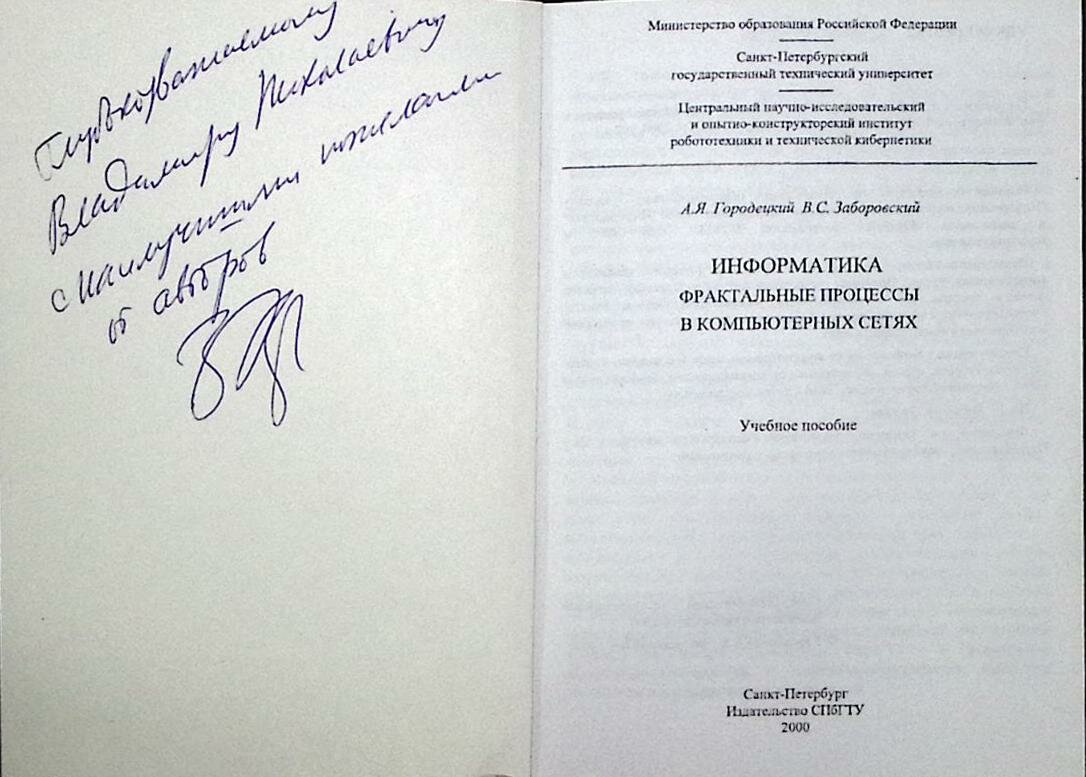 Глубокоуважаемому
Владимиру Николаевичу
с наилучшими пожеланиями
от авторов
Министерство образования Российской Федерации
Санкт-Петербургский
государственный технический университет
Центральный научно-исследовательский
и опытно-конструкторский институт
робототехники и технической кибернетики
А.Я. Городецкий В.С. Заборовский
ИНФОРМАТИКА
ФРАКТАЛЬНЫЕ ПРОЦЕССЫ
В КОМПЬЮТЕРНЫХ СЕТЯХ
Учебное пособие
Санкт-Петербург
Издательство СПбГТУ
2000